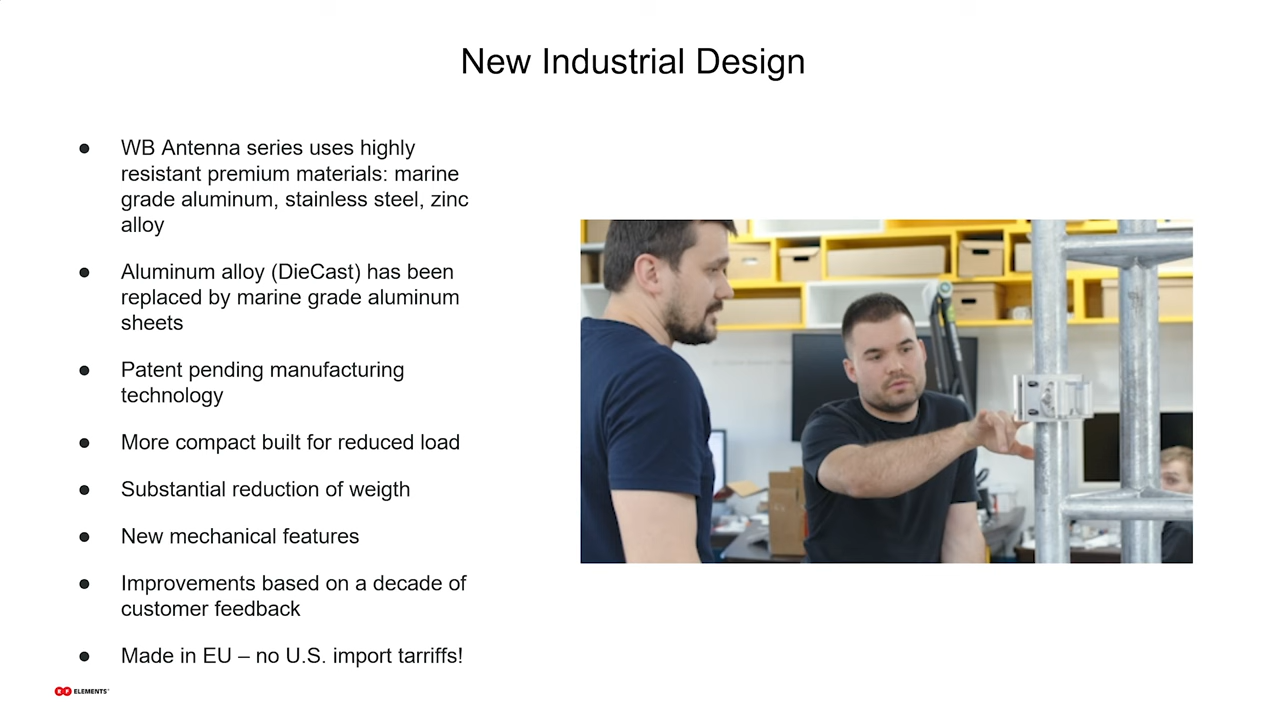 New Industrial Design
● WB Antenna series uses highly
resistant premium materials: marine
grade aluminum, stainless steel, zinc
alloy
● Aluminum alloy (DieCast) has been
replaced by marine grade aluminum
sheets
● Patent pending manufacturing
technology
● More compact built for reduced load
● Substantial reduction of weigth
● New mechanical features
● Improvements based on a decade of
customer feedback
● Made in EU – no U.S. import tarriffs!
ELEMENTS